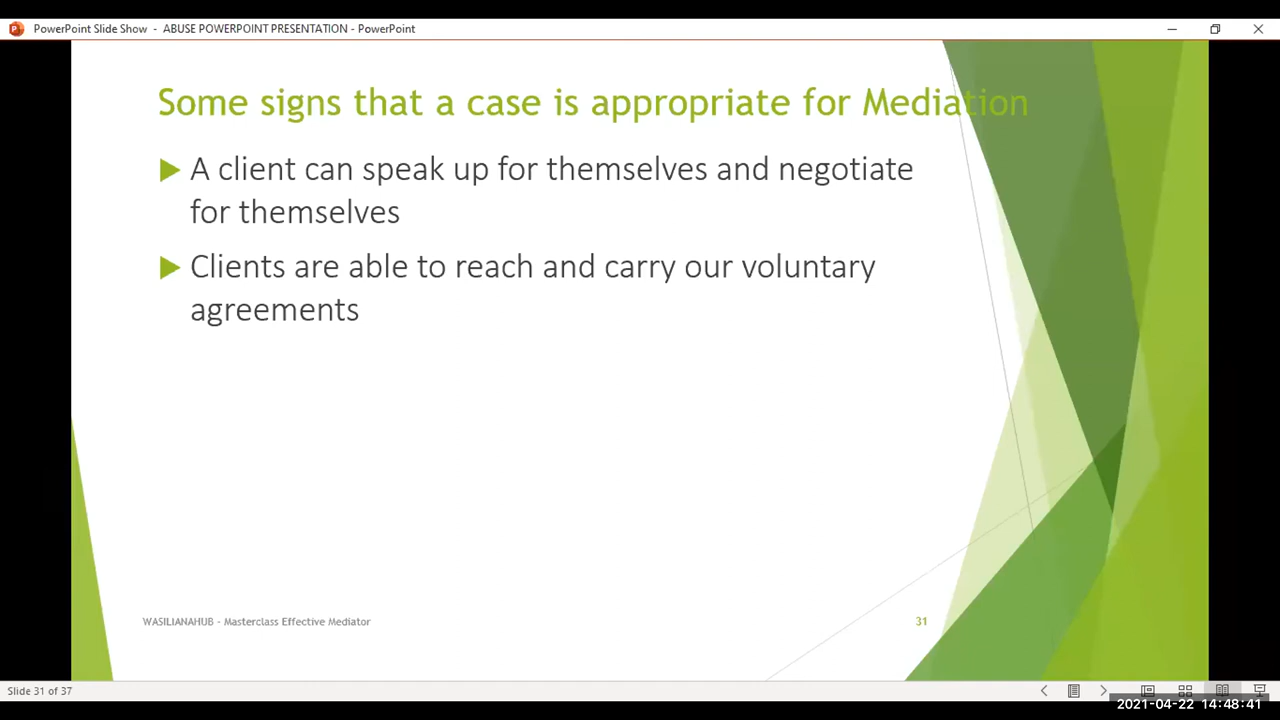 PowerPoint Slide Show - ABUSE POWERPOINT PRESENTATION - PowerPoint
Some signs that a case is appropriate for Mediation
A client can speak up for themselves and negotiate
for themselves
Clients are able to reach and carry our voluntary
agreements
WASILIANAHUB - Masterclass Effective Mediator
31
Slide 31 of 37
2021-04-22 14:48:41